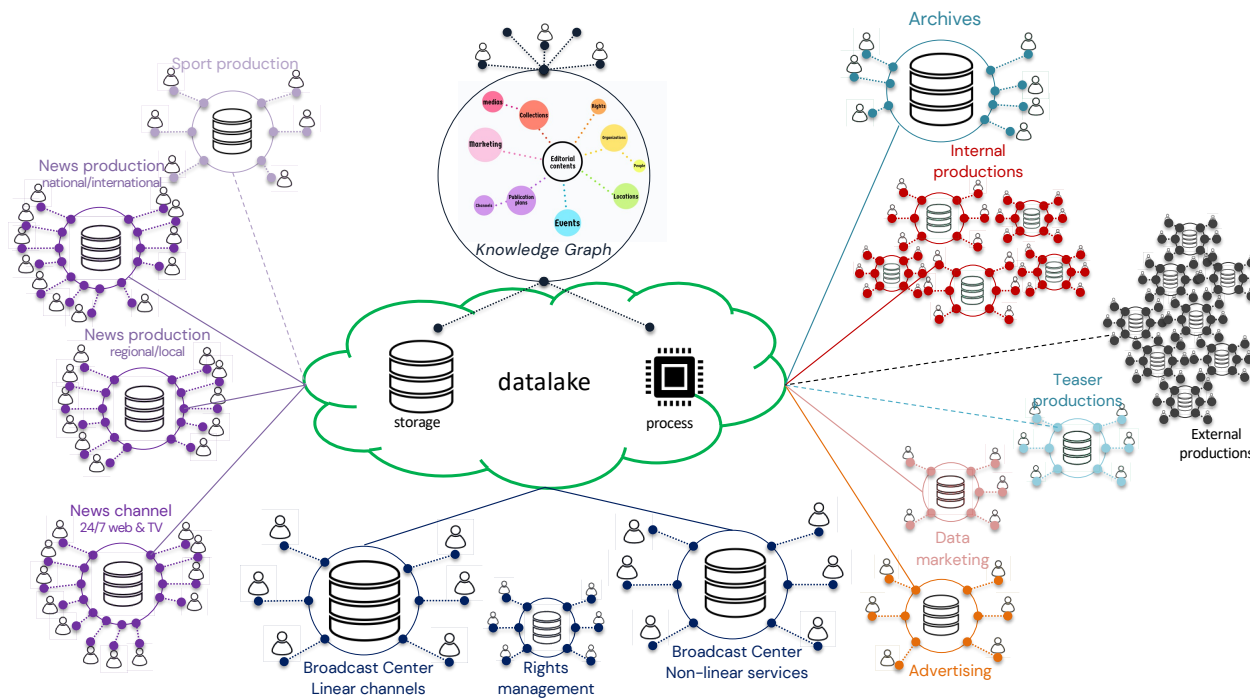 Archives
Sport production
medias
Collections
Rights
Marketing
Organizations
Editorial
contents
People
Channels
Publication
plans
Locations
Events
Knowledge Graph
News production
national/international
Internal
productions
News production
regional/local
datalake
storage
process
Teaser
productions
External
productions
News channel
24/7 web & TV
Data
marketing
Broadcast Center
Linear channels
Rights
management
Broadcast Center
Non-linear services
Advertising